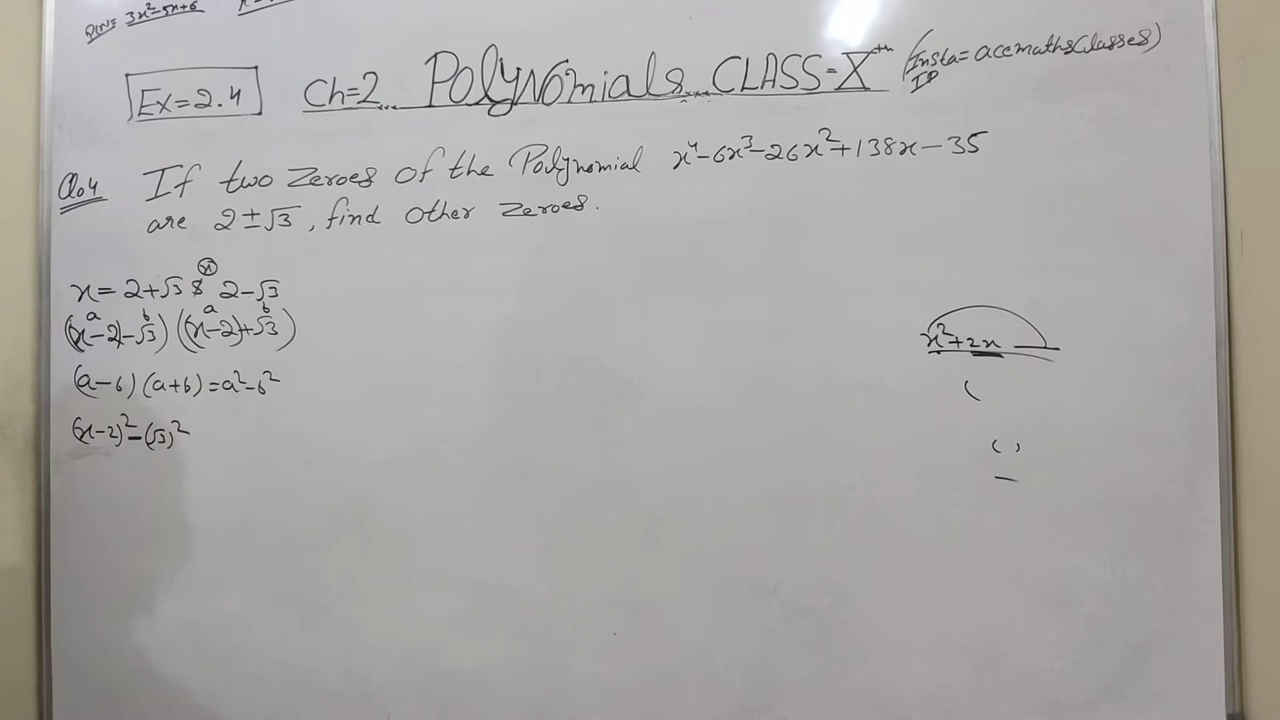 3x²-5x+6
Ex=2.4 Ch=2 Polynomials CLASS=Xth (Insta=accmathsclasses)
ID
Q.4 If two zeroes of the Polynomial x⁴-6x³-26x²+138x-35
are 2±√3, find other zeroes.
x
x = 2+√3 & 2-√3
a b a b
(x-2)-√3) ((x-2)+√3)
(a-b) (a+b) = a²-b²
(x-2)²-(√3)²
x²+2x
(
( )